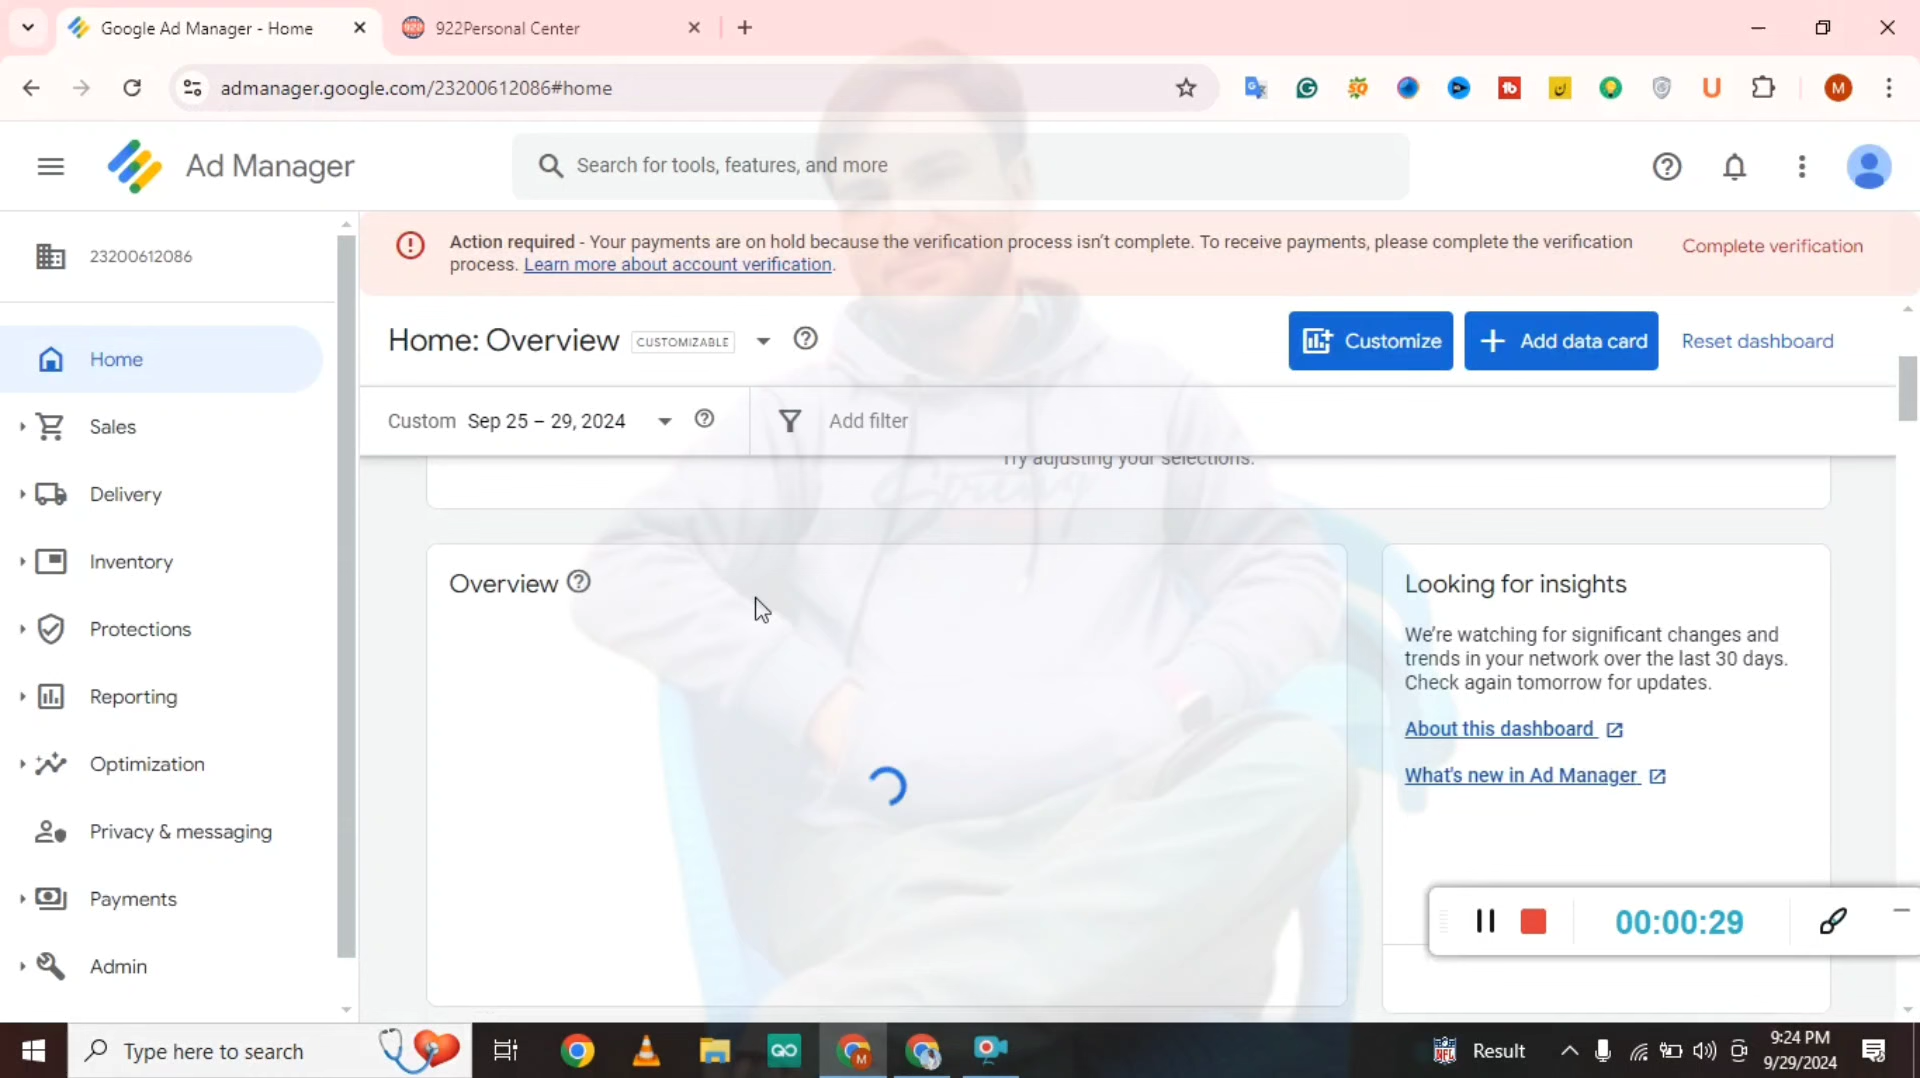 Google Ad Manager - Home
922Personal Center
admanager.google.com/23200612086#home
Ad Manager
Search for tools, features, and more
23200612086
Action required - Your payments are on hold because the verification process isn't complete. To receive payments, please complete the verification
process. Learn more about account verification.
Complete verification
Home: Overview
CUSTOMIZABLE
Customize
Add data card
Reset dashboard
Custom Sep 25 – 29, 2024
Add filter
Home
Sales
Delivery
Inventory
Protections
Reporting
Optimization
Privacy & messaging
Payments
Admin
Try adjusting your selections.
Overview
Looking for insights
We're watching for significant changes and
trends in your network over the last 30 days.
Check again tomorrow for updates.
About this dashboard
What's new in Ad Manager
00:00:29
Type here to search
Result
9:24 PM
9/29/2024